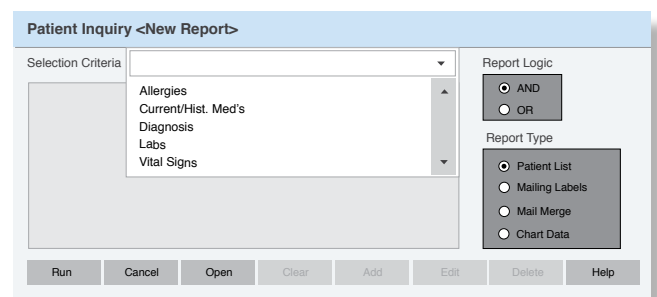 Patient Inquiry <New Report>
Selection Criteria
Allergies
Current/Hist. Med's
Diagnosis
Labs
Vital Signs
Report Logic
AND
OR
Report Type
Patient List
Mailing Labels
Mail Merge
Chart Data
Run Cancel Open Clear Add Edit Delete Help